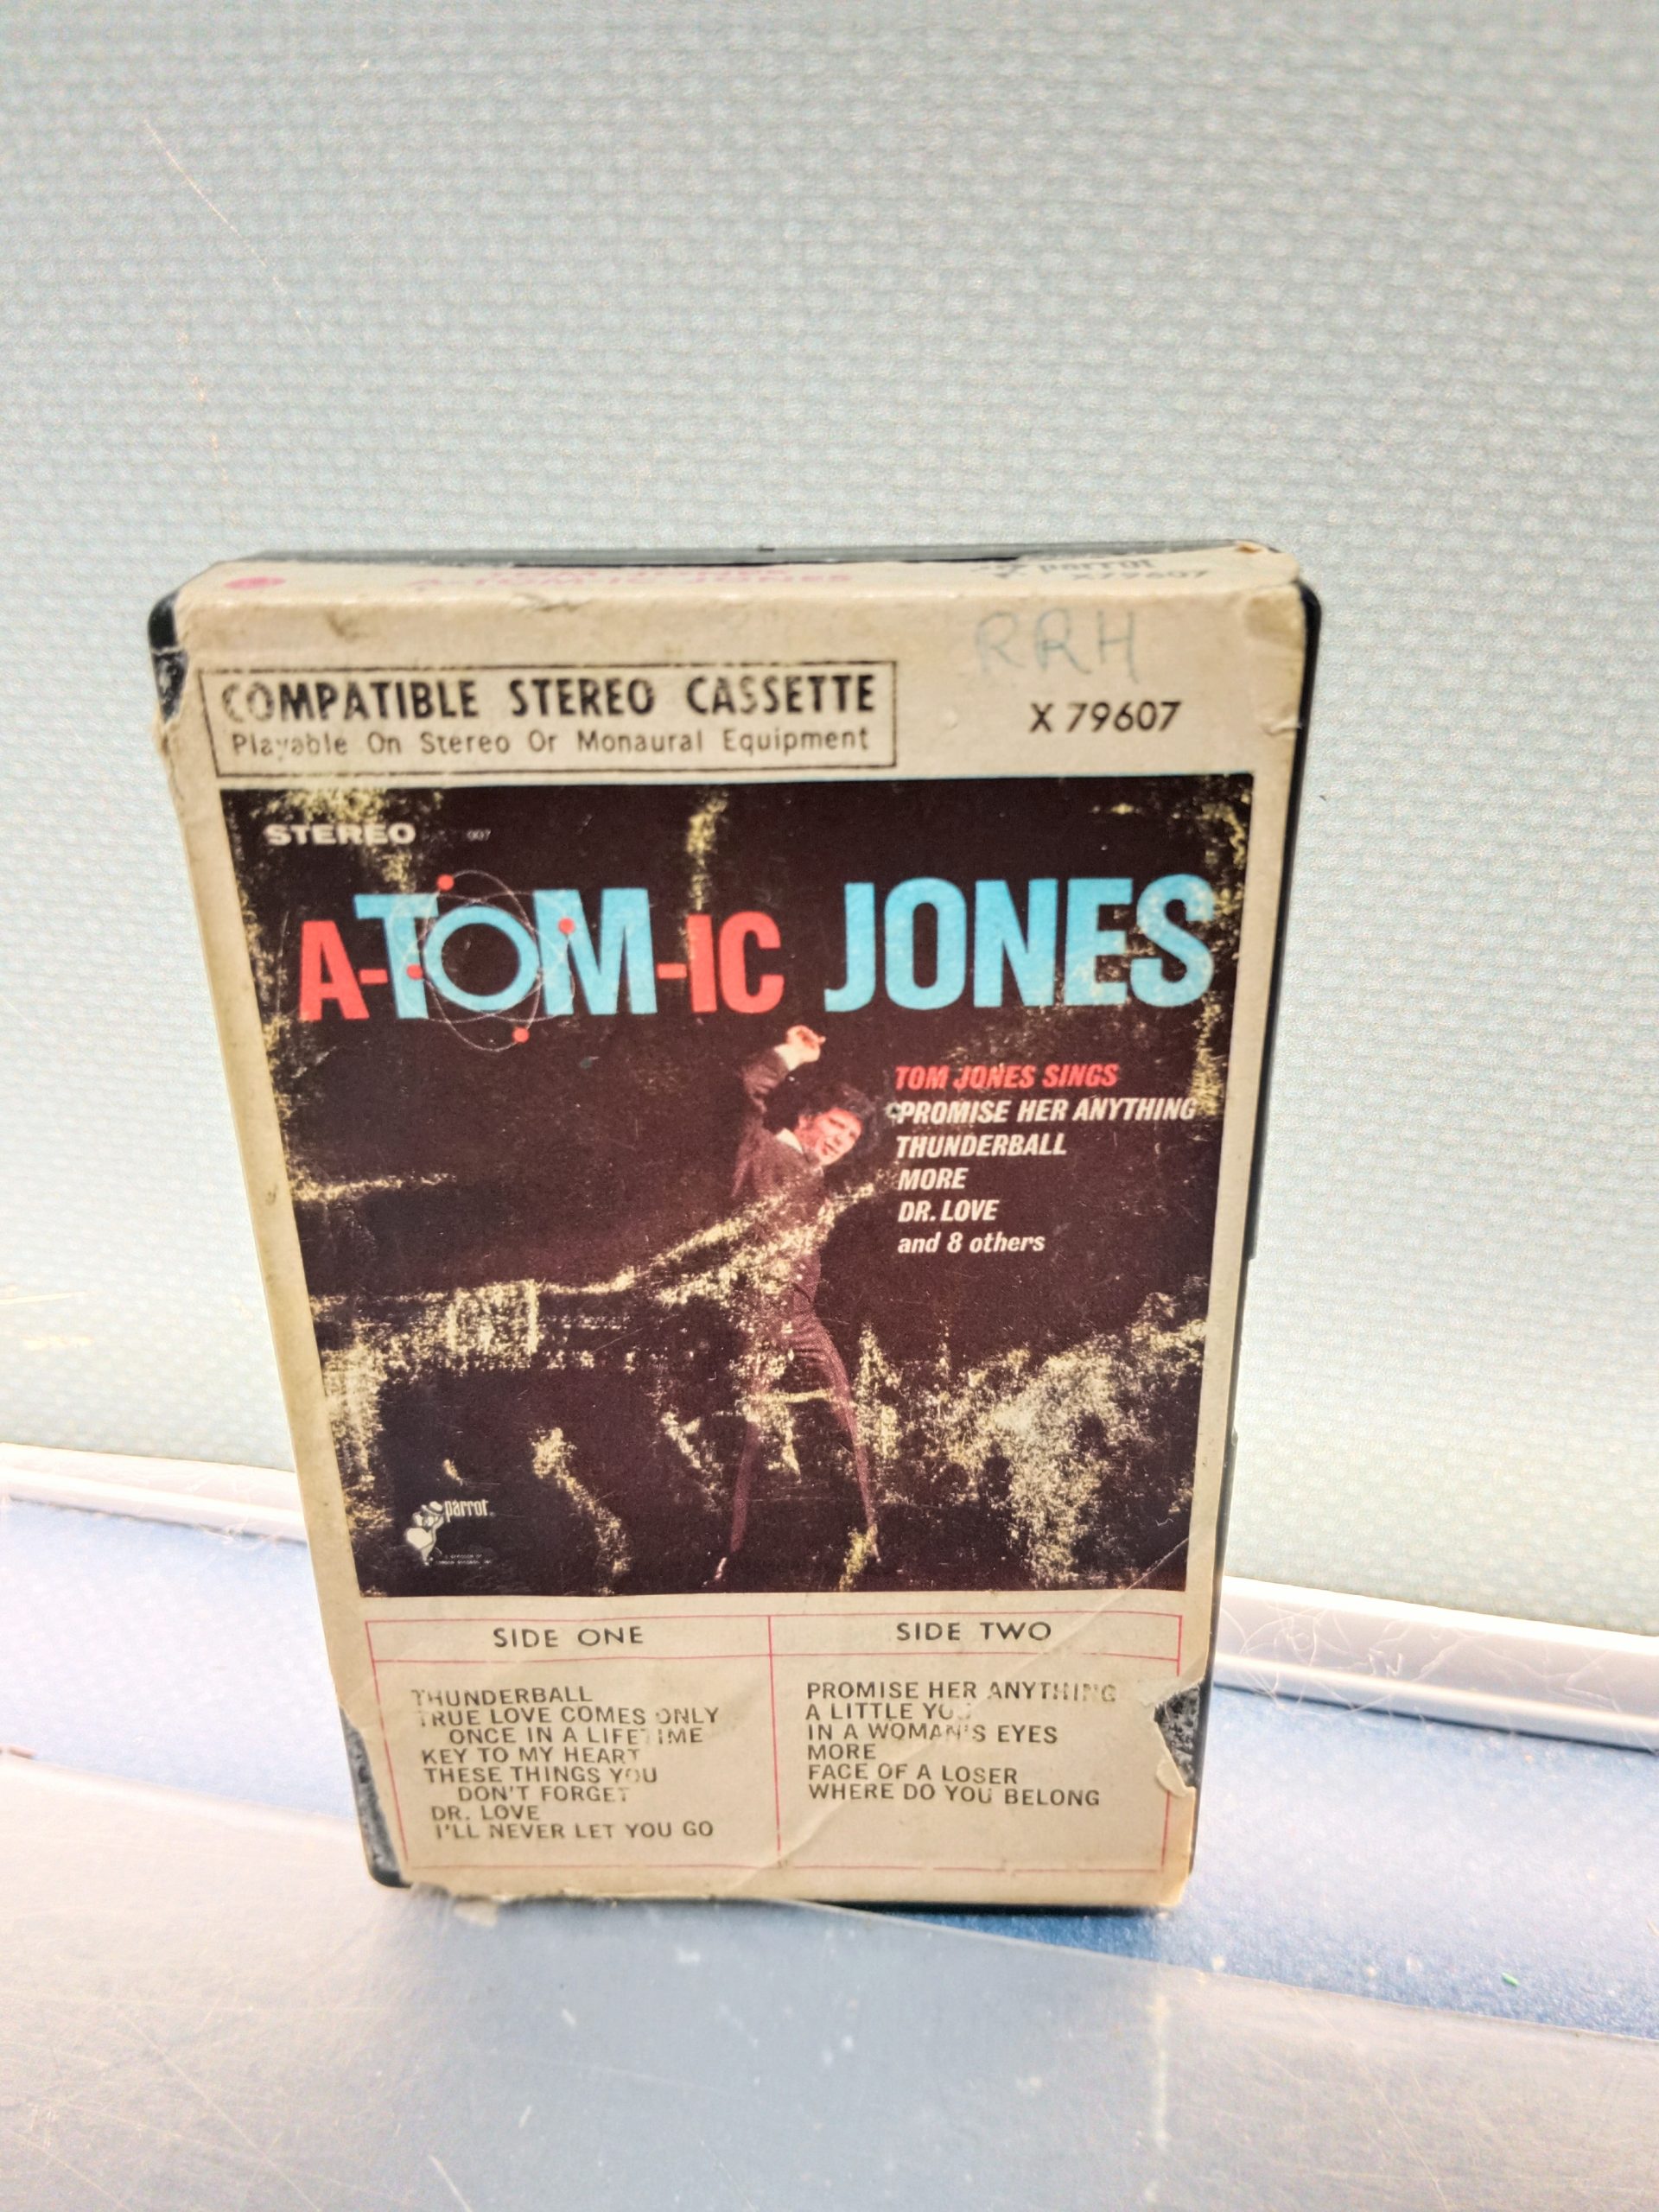 A-TOM-IC JONES
parrot
X79607
RRH
COMPATIBLE STEREO CASSETTE
Playable On Stereo Or Monaural Equipment
X 79607
STEREO 007
A-TOM-IC JONES
TOM JONES SINGS
PROMISE HER ANYTHING
THUNDERBALL
MORE
DR. LOVE
and 8 others
parrot
SIDE ONE
THUNDERBALL
TRUE LOVE COMES ONLY
ONCE IN A LIFETIME
KEY TO MY HEART
THESE THINGS YOU
DON'T FORGET
DR. LOVE
I'LL NEVER LET YOU GO
SIDE TWO
PROMISE HER ANYTHING
A LITTLE YOU
IN A WOMAN'S EYES
MORE
FACE OF A LOSER
WHERE DO YOU BELONG